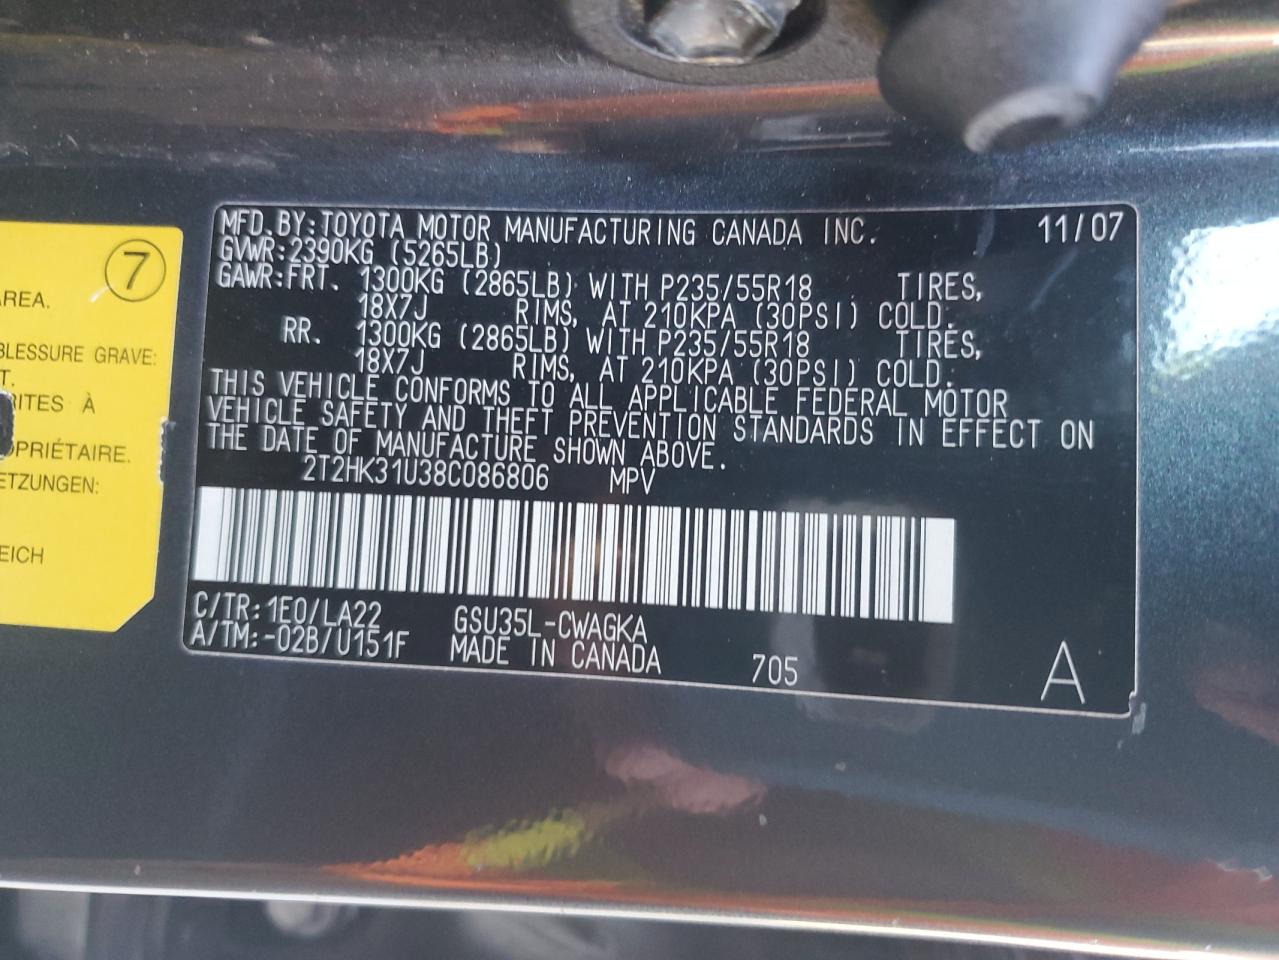 7
AREA.
BLESSURE GRAVE:
T.
RITES À
OPRIÉTAIRE.
ETZUNGEN:
EICH
MFD.BY:TOYOTA MOTOR MANUFACTURING CANADA INC. 11/07
GVWR:2390KG (5265LB)
GAWR:FRT. 1300KG (2865LB) WITH P235/55R18 TIRES,
18X7J RIMS, AT 210KPA (30PSI) COLD.
RR. 1300KG (2865LB) WITH P235/55R18 TIRES,
18X7J RIMS, AT 210KPA (30PSI) COLD.
THIS VEHICLE CONFORMS TO ALL APPLICABLE FEDERAL MOTOR
VEHICLE SAFETY AND THEFT PREVENTION STANDARDS IN EFFECT ON
THE DATE OF MANUFACTURE SHOWN ABOVE.
2T2HK31U38C086806 MPV
C/TR:1E0/LA22 GSU35L-CWAGKA
A/TM:-02B/U151F MADE IN CANADA 705 A